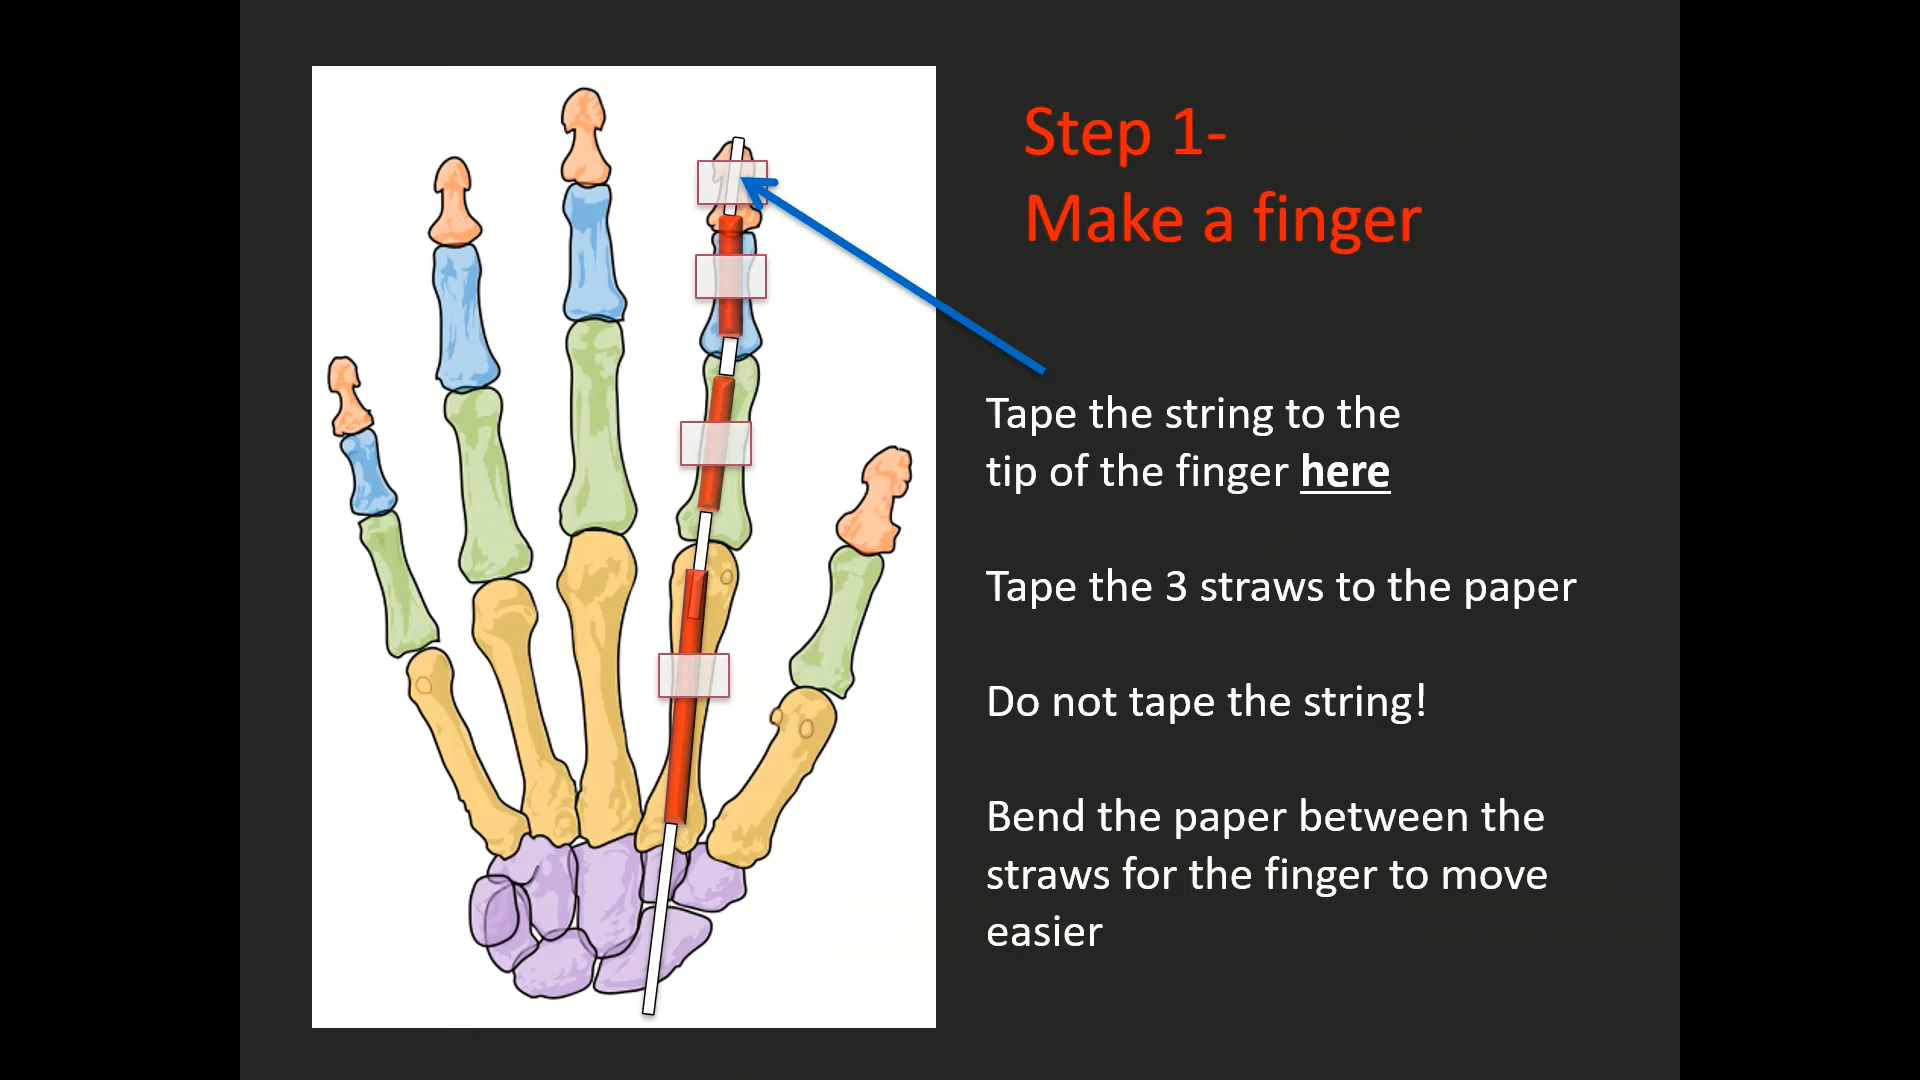 Step 1-
Make a finger
Tape the string to the
tip of the finger here
Tape the 3 straws to the paper
Do not tape the string!
Bend the paper between the
straws for the finger to move
easier